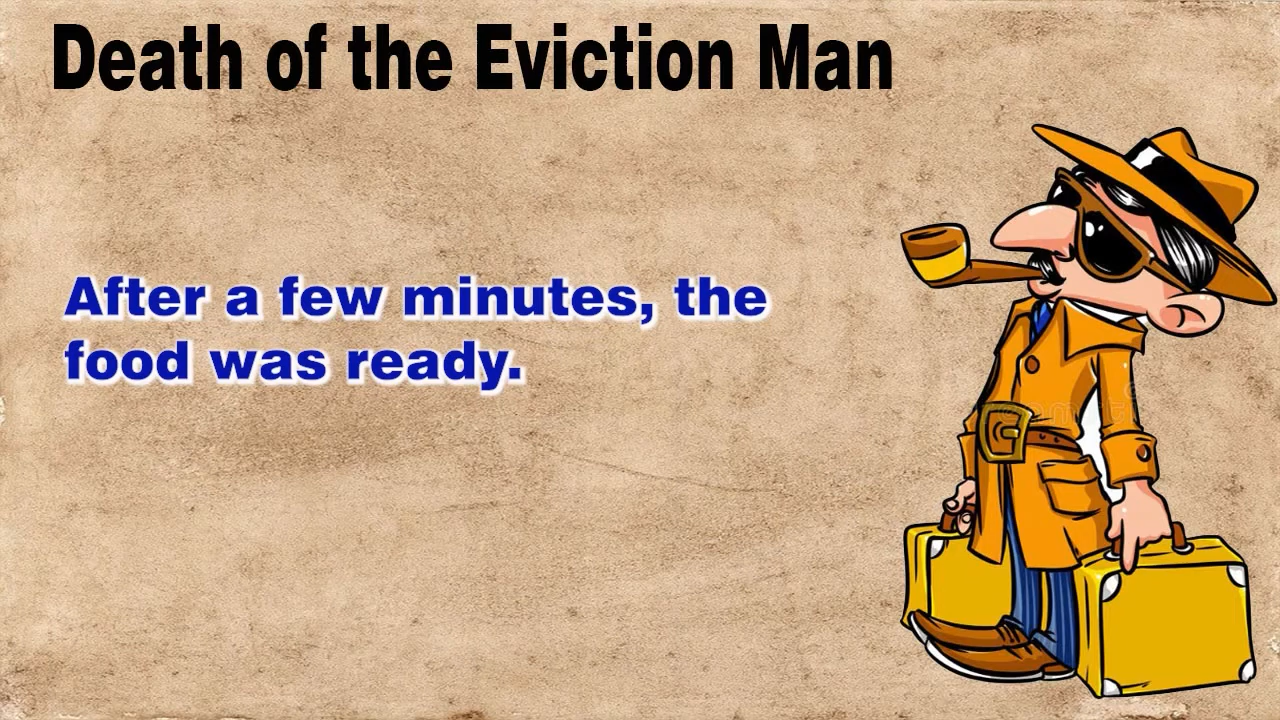 Death of the Eviction Man
After a few minutes, the
food was ready.